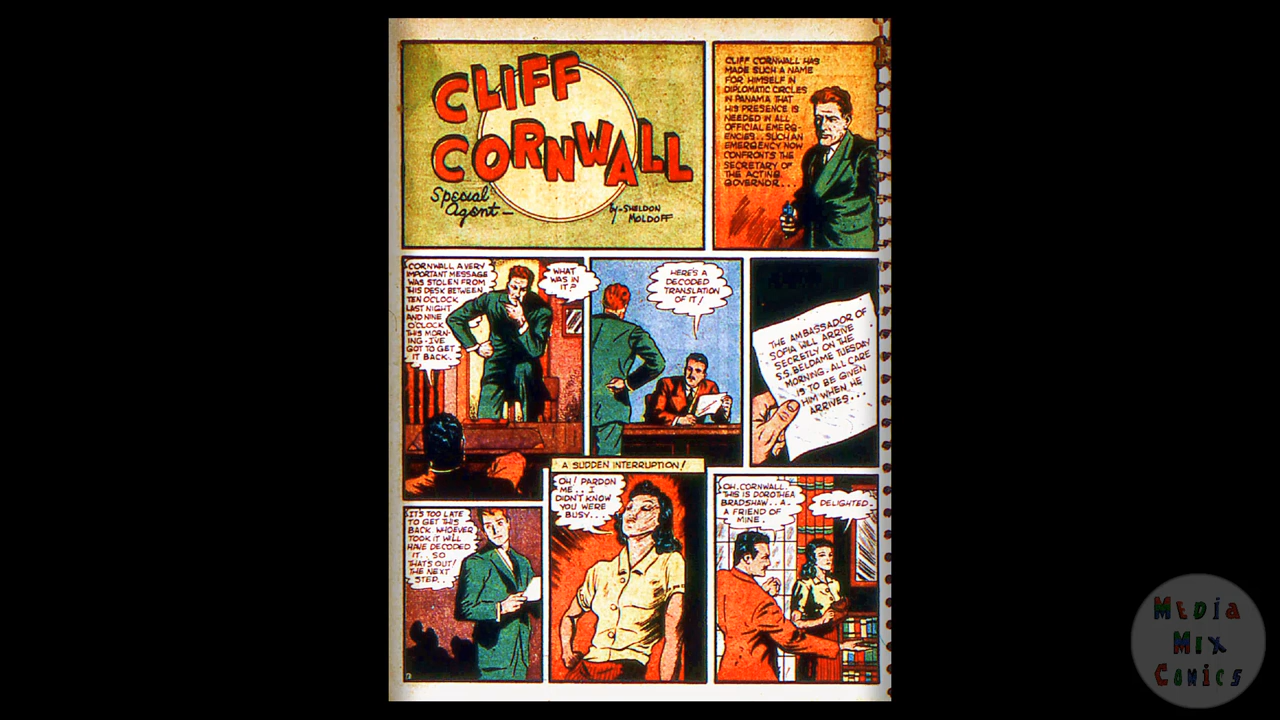 CLIFF
CORNWALL
Special
Agent—
by-SHELDON
MOLDOFF
CLIFF CORNWALL HAS
MADE SUCH A NAME
FOR HIMSELF IN
DIPLOMATIC CIRCLES
IN PANAMA THAT
HIS PRESENCE IS
NEEDED IN ALL
OFFICIAL EMERG-
ENCIES.. SUCH AN
EMERGENCY NOW
CONFRONTS THE
SECRETARY OF
THE ACTING
GOVERNOR...
CORNWALL A VERY
IMPORTANT MESSAGE
WAS STOLEN FROM
THIS DESK BETWEEN
TEN O'CLOCK
LAST NIGHT
AND NINE
O'CLOCK
THIS MORN-
ING-I'VE
GOT TO GET
IT BACK..
WHAT
WAS IN
IT?
HERE'S A
DECODED
TRANSLATION
OF IT!
THE AMBASSADOR OF
SOFIA WILL ARRIVE
SECRETLY ON THE
S.S. BELDAME TUESDAY
MORNING. ALL CARE
IS TO BE GIVEN
HIM WHEN HE
ARRIVES...
IT'S TOO LATE
TO GET THIS
BACK. WHOEVER
TOOK IT WILL
HAVE DECODED
IT.. SO
THAT'S OUT!
THE NEXT
STEP..
A SUDDEN INTERRUPTION!
OH! PARDON
ME.. I
DIDN'T KNOW
YOU WERE
BUSY...
OH. CORNWALL..
THIS IS DOROTHEA
BRADSHAW.. A-
A FRIEND OF
MINE.
DELIGHTED.
MEDIA
MIX
COMICS